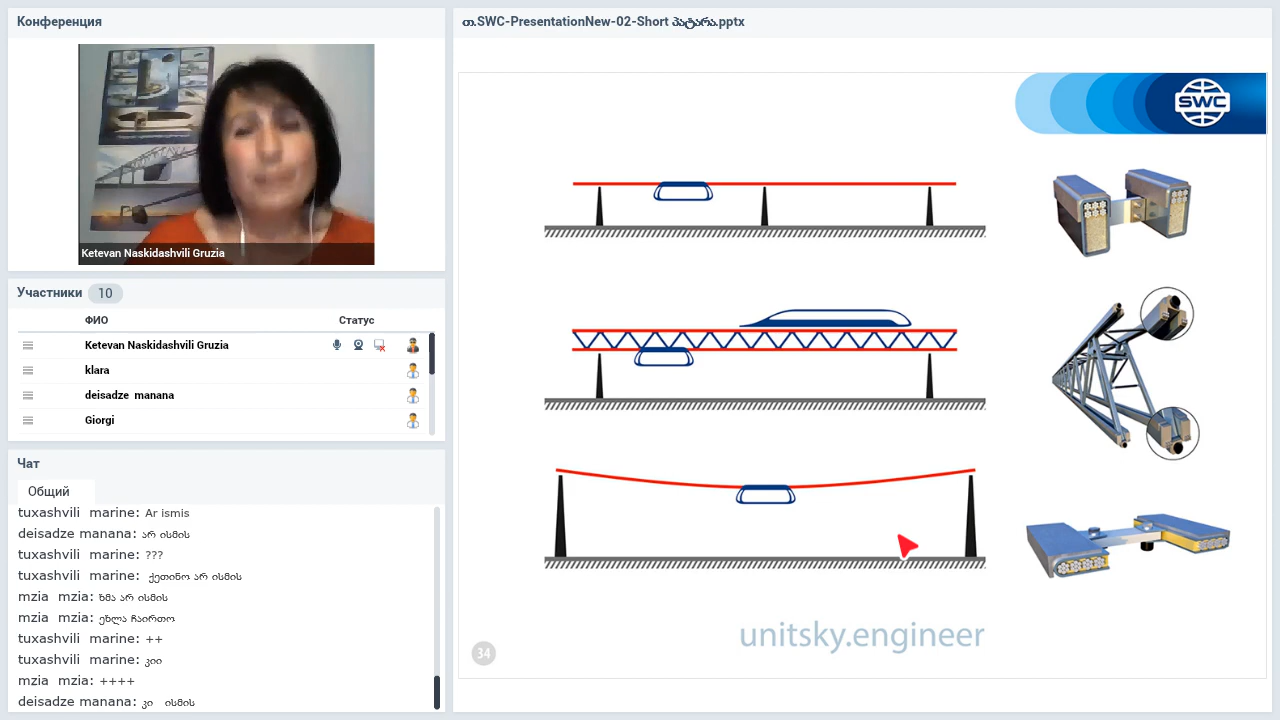 Конференция
Ketevan Naskidashvili Gruzia
Участники 10
ФИО Статус
Ketevan Naskidashvili Gruzia
klara
deisadze manana
Giorgi
Чат
Общий
tuxashvili marine: Ar ismis
deisadze manana: არ ისმის
tuxashvili marine: ???
tuxashvili marine: ქეთინო არ ისმის
mzia mzia: ხმა არ ისმის
mzia mzia: ეხლა ჩაირთო
tuxashvili marine: ++
tuxashvili marine: კიი
mzia mzia: ++++
deisadze manana: კი ისმის
თ.SWC-PresentationNew-02-Short პატარა.pptx
SWC
unitsky.engineer
34